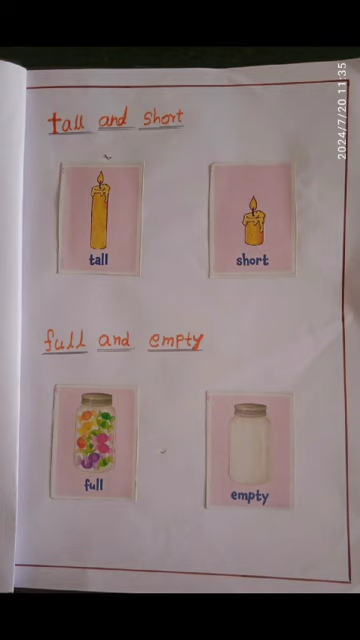 2024/7/20 11:35
tall and short
tall
short
full and empty
full
empty